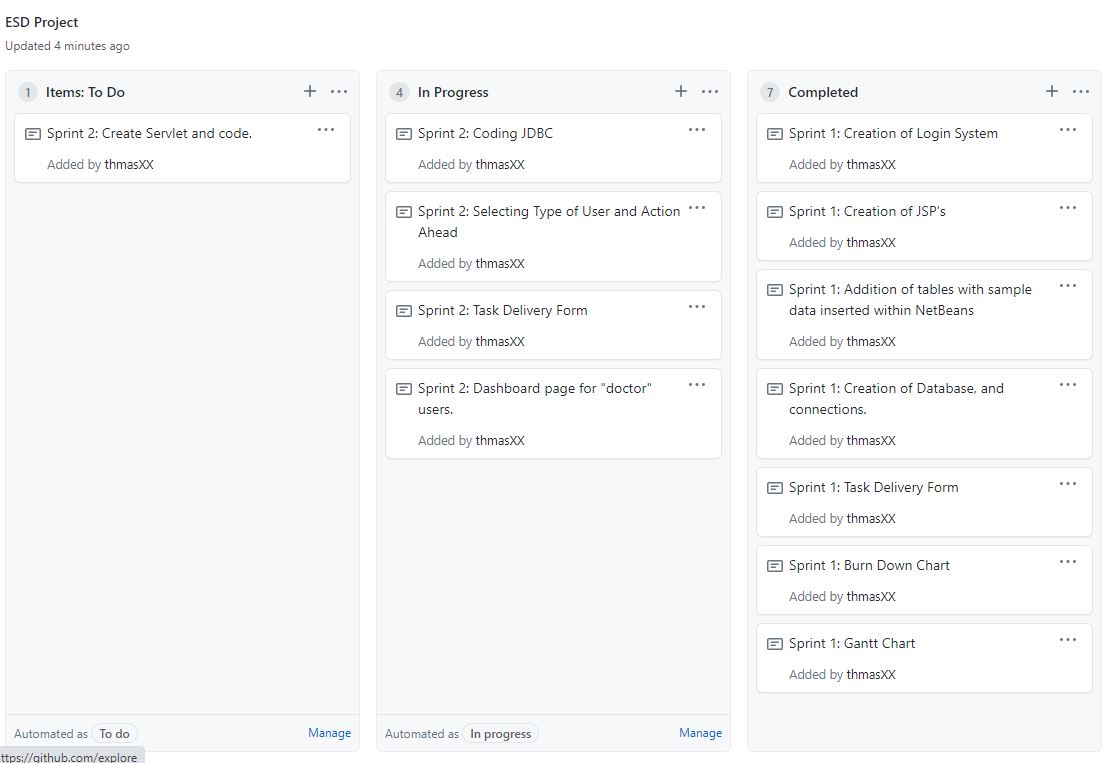 ESD Project
Updated 4 minutes ago
1 Items: To Do
Sprint 2: Create Servlet and code.
Added by thmasXX
Automated as To do Manage
4 In Progress
Sprint 2: Coding JDBC
Added by thmasXX
Sprint 2: Selecting Type of User and Action
Ahead
Added by thmasXX
Sprint 2: Task Delivery Form
Added by thmasXX
Sprint 2: Dashboard page for "doctor"
users.
Added by thmasXX
Automated as In progress Manage
7 Completed
Sprint 1: Creation of Login System
Added by thmasXX
Sprint 1: Creation of JSP's
Added by thmasXX
Sprint 1: Addition of tables with sample
data inserted within NetBeans
Added by thmasXX
Sprint 1: Creation of Database, and
connections.
Added by thmasXX
Sprint 1: Task Delivery Form
Added by thmasXX
Sprint 1: Burn Down Chart
Added by thmasXX
Sprint 1: Gantt Chart
Added by thmasXX
ttps://github.com/explore